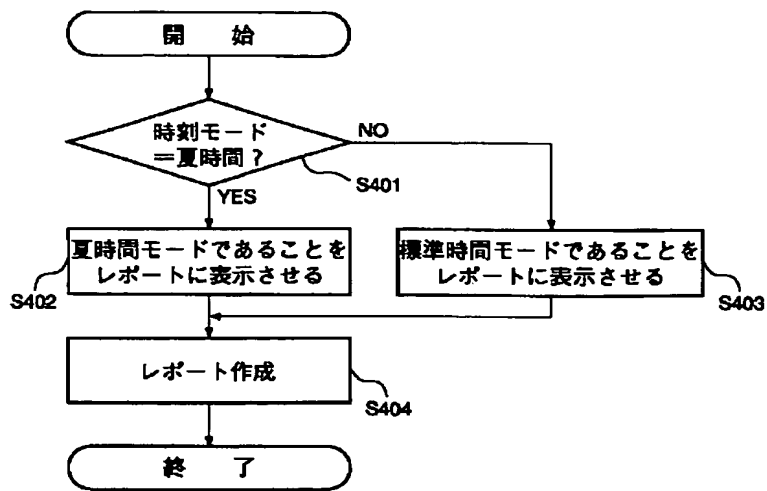 開 始
時刻モード
=夏時間?
NO
S401
YES
夏時間モードであることを
レポートに表示させる
S402
標準時間モードであることを
レポートに表示させる
S403
レポート作成
S404
終 了